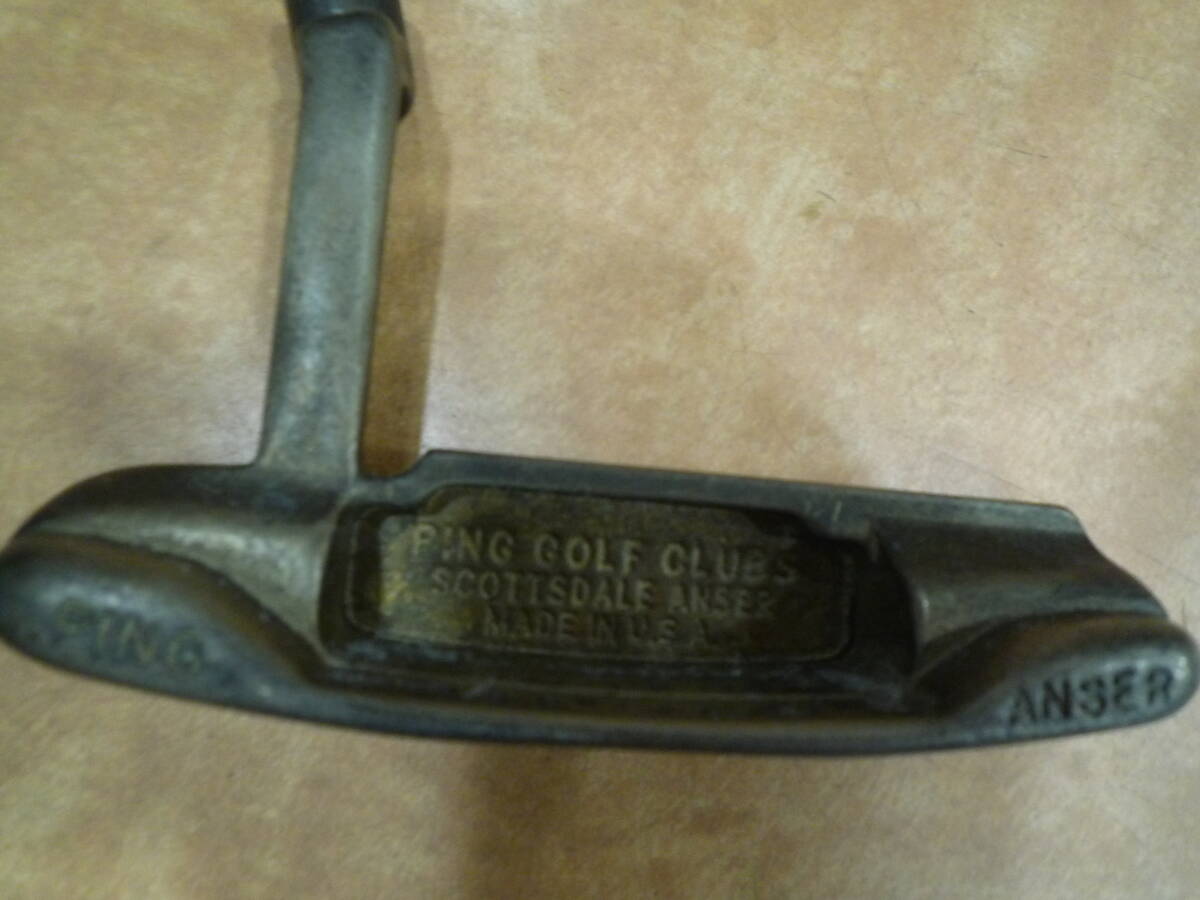 PING GOLF CLUBS
SCOTTSDALE ANSER
MADE IN U.S.A.
PING
ANSER